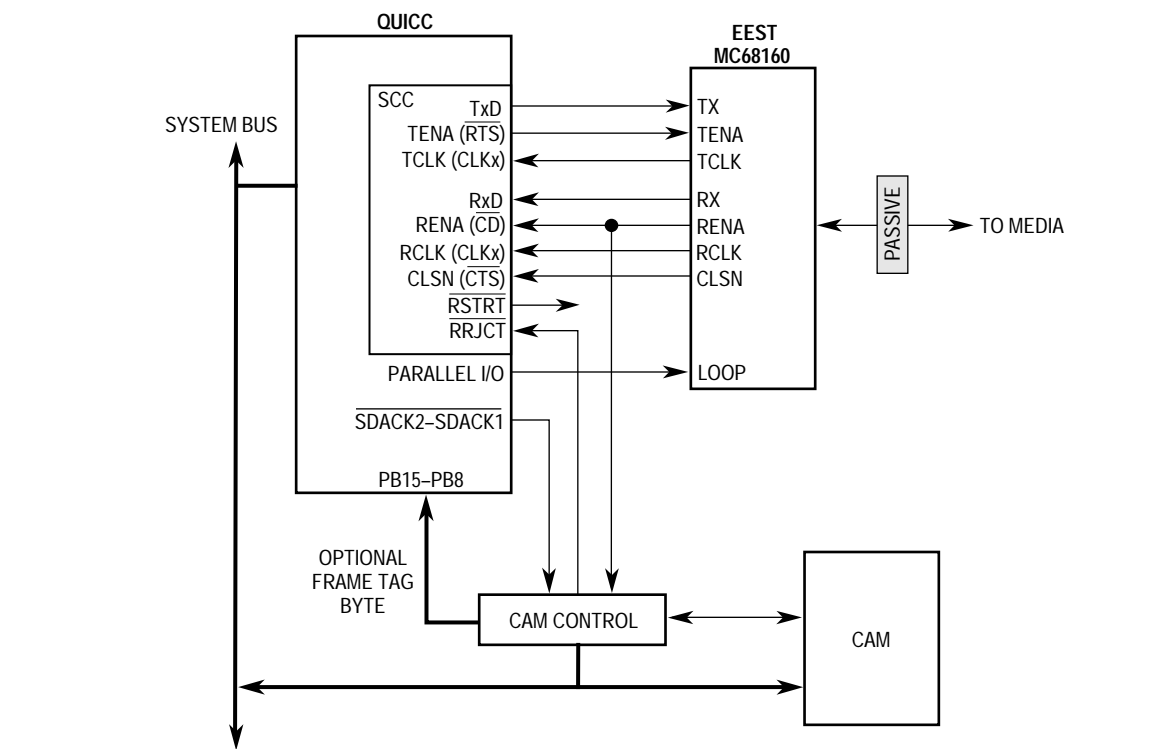 QUICC
EEST
MC68160
SCC
TxD
TX
SYSTEM BUS
TENA (RTS)
TENA
TCLK (CLKx)
TCLK
RxD
RX
RENA (CD)
RENA
PASSIVE
TO MEDIA
RCLK (CLKx)
RCLK
CLSN (CTS)
CLSN
RSTRT
RRJCT
PARALLEL I/O
LOOP
SDACK2–SDACK1
PB15–PB8
OPTIONAL
FRAME TAG
BYTE
CAM CONTROL
CAM